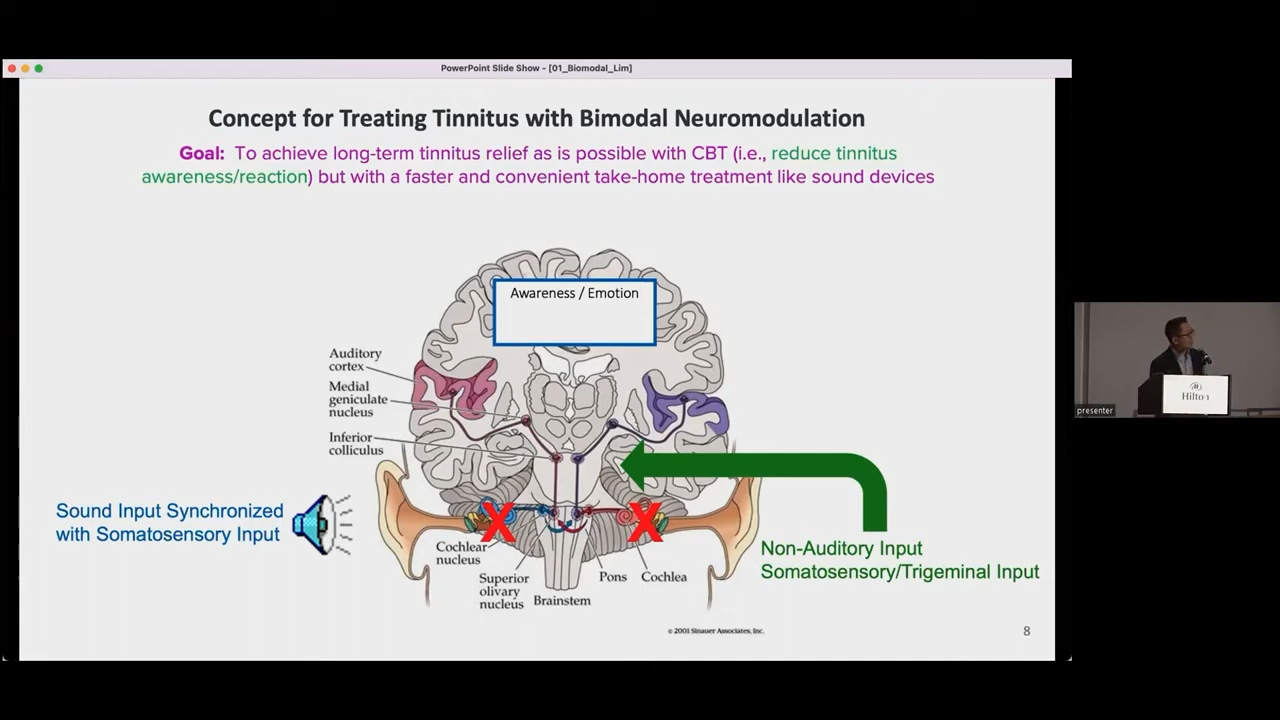 PowerPoint Slide Show - [01_Biomodal_Lim]
Concept for Treating Tinnitus with Bimodal Neuromodulation
Goal: To achieve long-term tinnitus relief as is possible with CBT (i.e., reduce tinnitus
awareness/reaction) but with a faster and convenient take-home treatment like sound devices
Awareness / Emotion
Auditory
cortex
Medial
geniculate
nucleus
Inferior
colliculus
Sound Input Synchronized
with Somatosensory Input
X
X
Cochlear
nucleus
Superior
olivary
nucleus
Brainstem
Pons
Cochlea
Non-Auditory Input
Somatosensory/Trigeminal Input
© 2001 Sinauer Associates, Inc.
8
Hilton
presenter